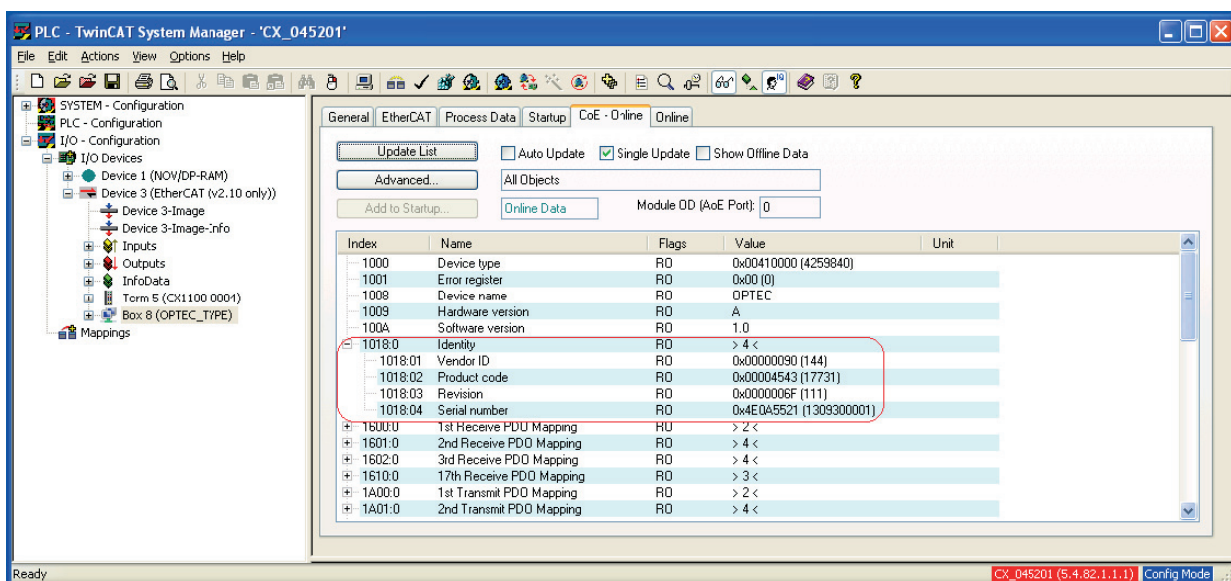 PLC - TwinCAT System Manager - 'CX_045201'
File Edit Actions View Options Help
SYSTEM - Configuration
PLC - Configuration
I/O - Configuration
I/O Devices
Device 1 (NOV/DP-RAM)
Device 3 (EtherCAT (v2.10 only))
Device 3-Image
Device 3-Image-Info
Inputs
Outputs
InfoData
Term 5 (CX1100 0004)
Box 8 (OPTEC_TYPE)
Mappings
General EtherCAT Process Data Startup CoE - Online Online
Update List Auto Update Single Update Show Offline Data
Advanced... All Objects
Add to Startup... Online Data Module OD (AoE Port): 0
Index Name Flags Value Unit
1000 Device type RO 0x00410000 (4259840)
1001 Error register RO 0x00 (0)
1008 Device name RO OPTEC
1009 Hardware version RO A
100A Software version RO 1.0
1018:0 Identity RO > 4 <
1018:01 Vendor ID RO 0x00000090 (144)
1018:02 Product code RO 0x00004543 (17731)
1018:03 Revision RO 0x0000006F (111)
1018:04 Serial number RO 0x4E0A5521 (1309300001)
1600:0 1st Receive PDO Mapping RO > 2 <
1601:0 2nd Receive PDO Mapping RO > 4 <
1602:0 3rd Receive PDO Mapping RO > 4 <
1610:0 17th Receive PDO Mapping RO > 3 <
1A00:0 1st Transmit PDO Mapping RO > 2 <
1A01:0 2nd Transmit PDO Mapping RO > 4 <
Ready CX_045201 (5.4.82.1.1.1) Config Mode